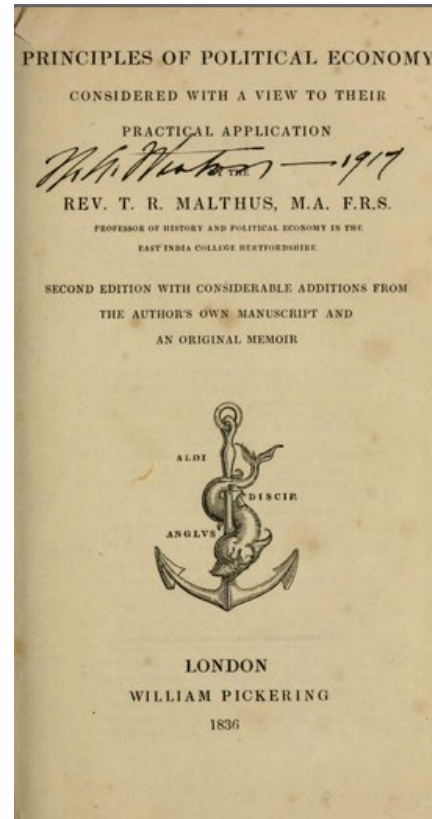 PRINCIPLES OF POLITICAL ECONOMY
CONSIDERED WITH A VIEW TO THEIR
PRACTICAL APPLICATION
1917
THE
REV. T. R. MALTHUS, M.A. F.R.S.
PROFESSOR OF HISTORY AND POLITICAL ECONOMY IN THE
EAST INDIA COLLEGE HERTFORDSHIRE
SECOND EDITION WITH CONSIDERABLE ADDITIONS FROM
THE AUTHOR'S OWN MANUSCRIPT AND
AN ORIGINAL MEMOIR
ALDI
DISCIP.
ANGLVS
LONDON
WILLIAM PICKERING
1836